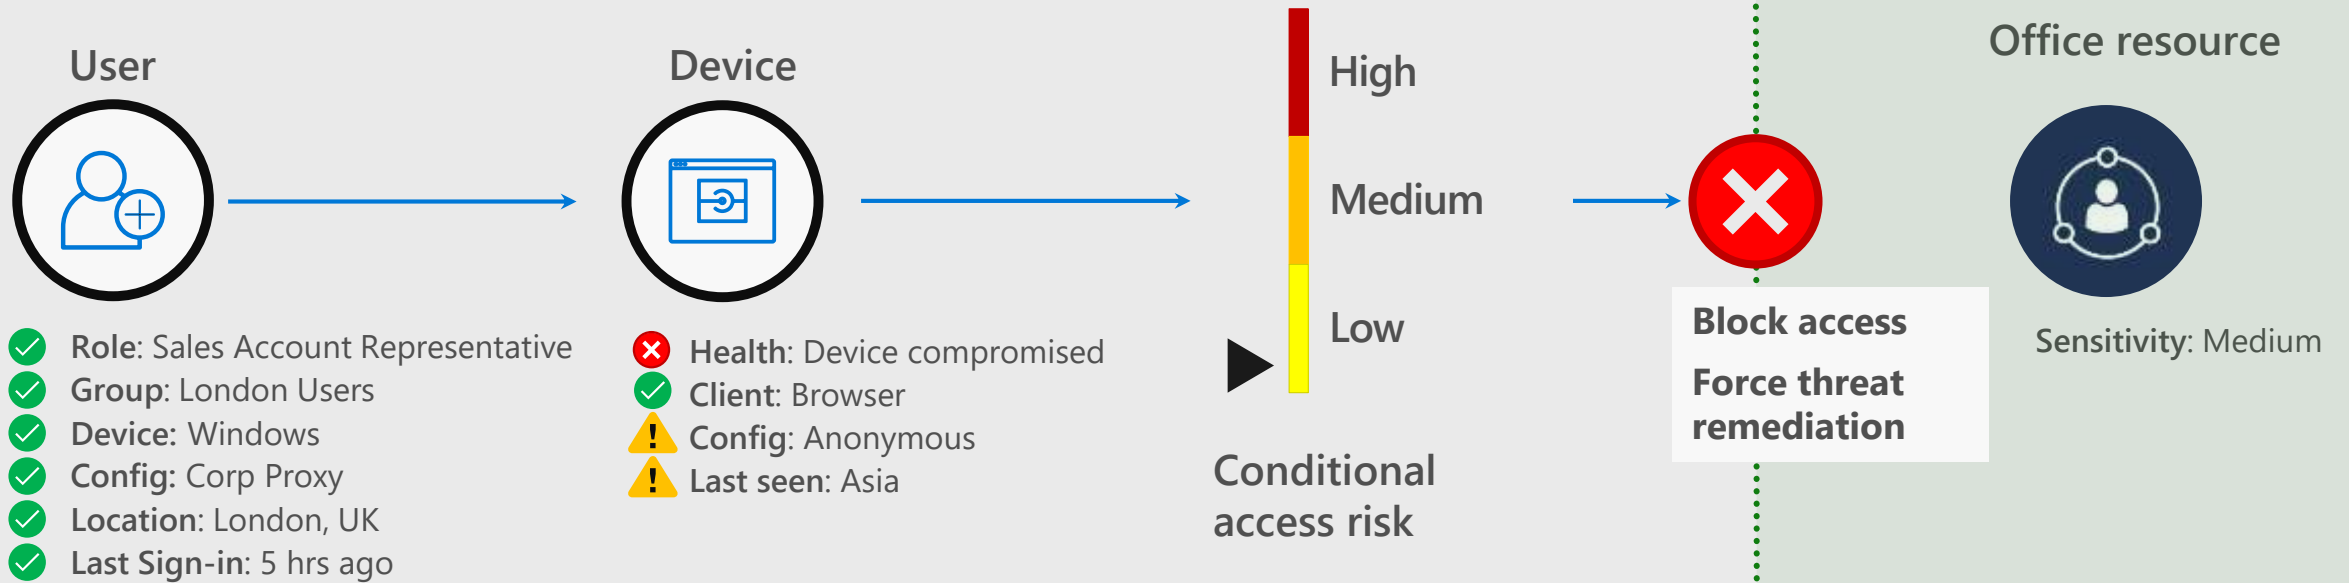 User
Role: Sales Account Representative
Group: London Users
Device: Windows
Config: Corp Proxy
Location: London, UK
Last Sign-in: 5 hrs ago
Device
Health: Device compromised
Client: Browser
Config: Anonymous
Last seen: Asia
High
Medium
Low
Conditional
access risk
Block access
Force threat
remediation
Office resource
Sensitivity: Medium